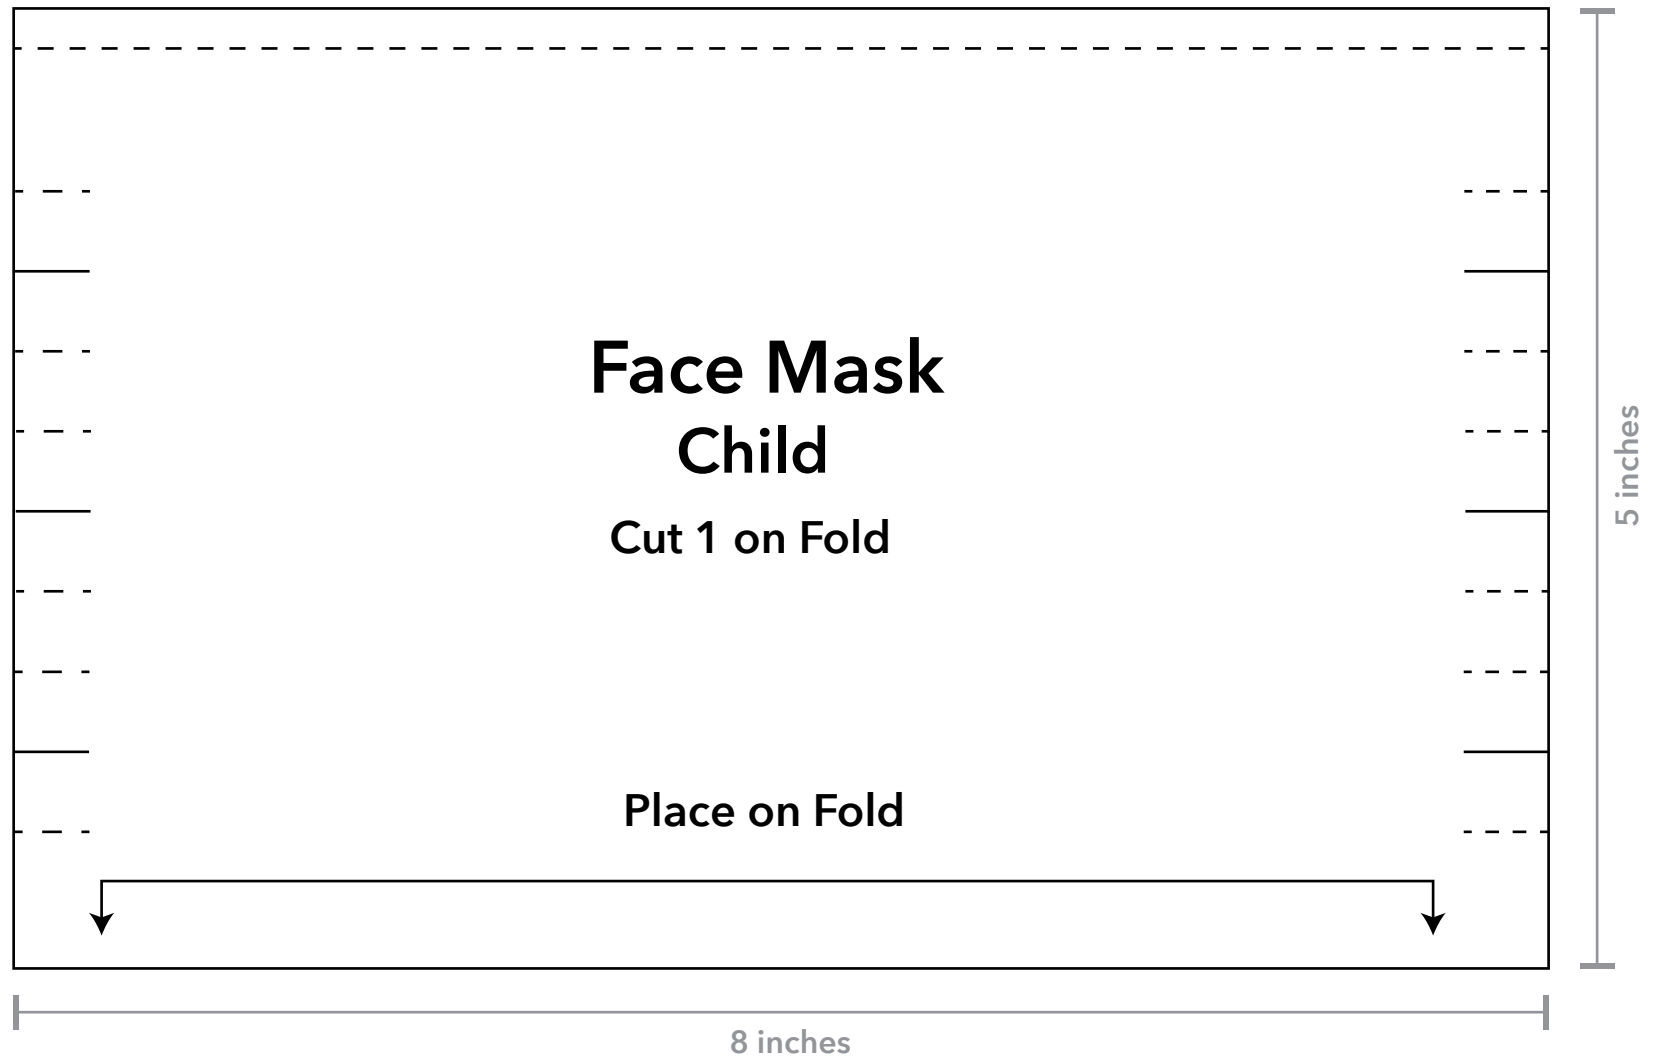 Face Mask
Child
Cut 1 on Fold
5 inches
Place on Fold
8 inches